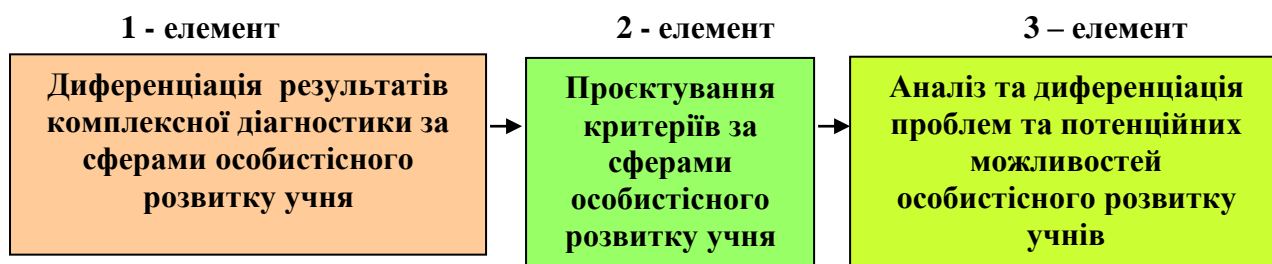 1 - елемент
2 - елемент
3 – елемент
Диференціація результатів
комплексної діагностики за
сферами особистісного
розвитку учня
Проєктування
критеріїв за
сферами
особистісного
розвитку учня
Аналіз та диференціація
проблем та потенційних
можливостей
особистісного розвитку
учнів